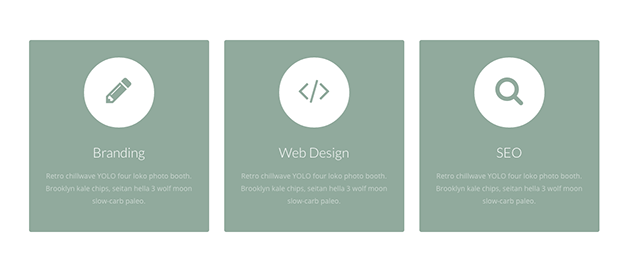 Branding
Retro chillwave YOLO four loko photo booth.
Brooklyn kale chips, seitan hella 3 wolf moon
slow-carb paleo.
Web Design
Retro chillwave YOLO four loko photo booth.
Brooklyn kale chips, seitan hella 3 wolf moon
slow-carb paleo.
SEO
Retro chillwave YOLO four loko photo booth.
Brooklyn kale chips, seitan hella 3 wolf moon
slow-carb paleo.